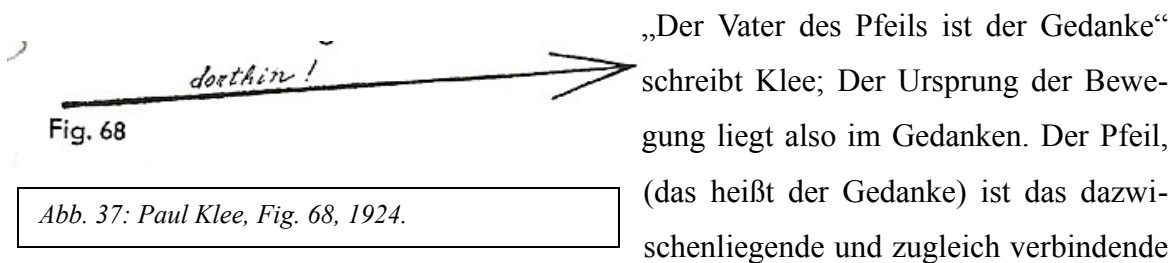 dorthin !
Fig. 68
Abb. 37: Paul Klee, Fig. 68, 1924.
„Der Vater des Pfeils ist der Gedanke“
schreibt Klee; Der Ursprung der Bewe-
gung liegt also im Gedanken. Der Pfeil,
(das heißt der Gedanke) ist das dazwi-
schenliegende und zugleich verbindende